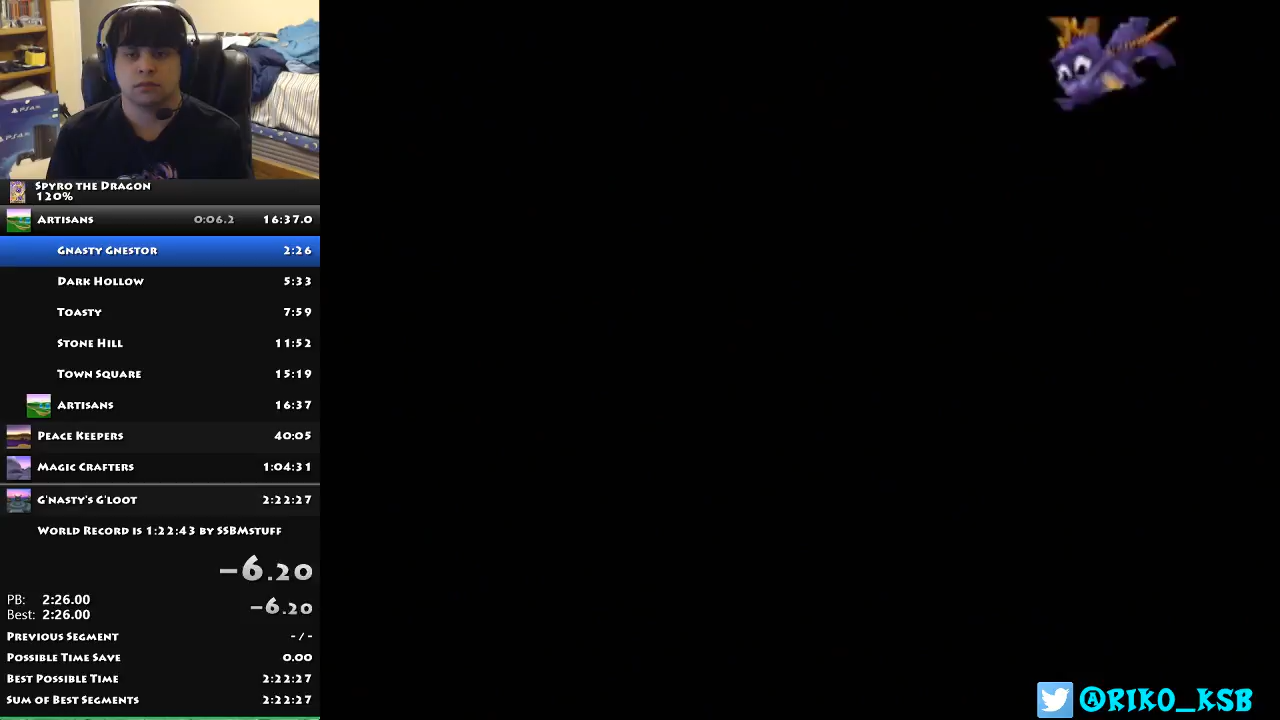 Spyro the Dragon
120%
Artisans 0:06.2 16:37.0
Gnasty Gnestor 2:26
Dark Hollow 5:33
Toasty 7:59
Stone Hill 11:52
Town Square 15:19
Artisans 16:37
Peace Keepers 40:05
Magic Crafters 1:04:31
G'nasty's G'loot 2:22:27
World Record is 1:22:43 by SSBMstuff
-6.20
PB: 2:26.00 -6.20
Best: 2:26.00
Previous Segment -/-
Possible Time Save 0.00
Best Possible Time 2:22:27
Sum of Best Segments 2:22:27
@RIKO_KSB